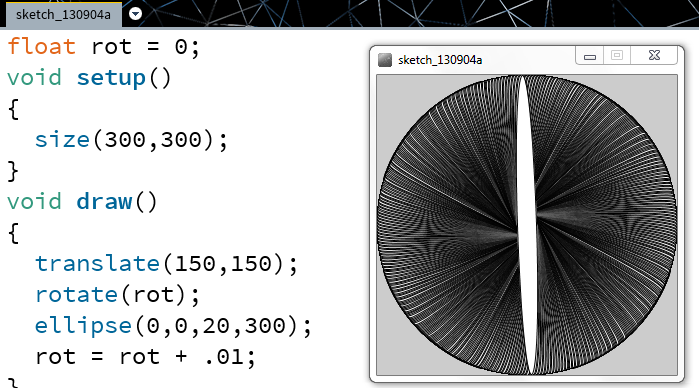 sketch_130904a
float rot = 0;
void setup()
{
size(300,300);
}
void draw()
{
translate(150,150);
rotate(rot);
ellipse(0,0,20,300);
rot = rot + .01;
}
sketch_130904a